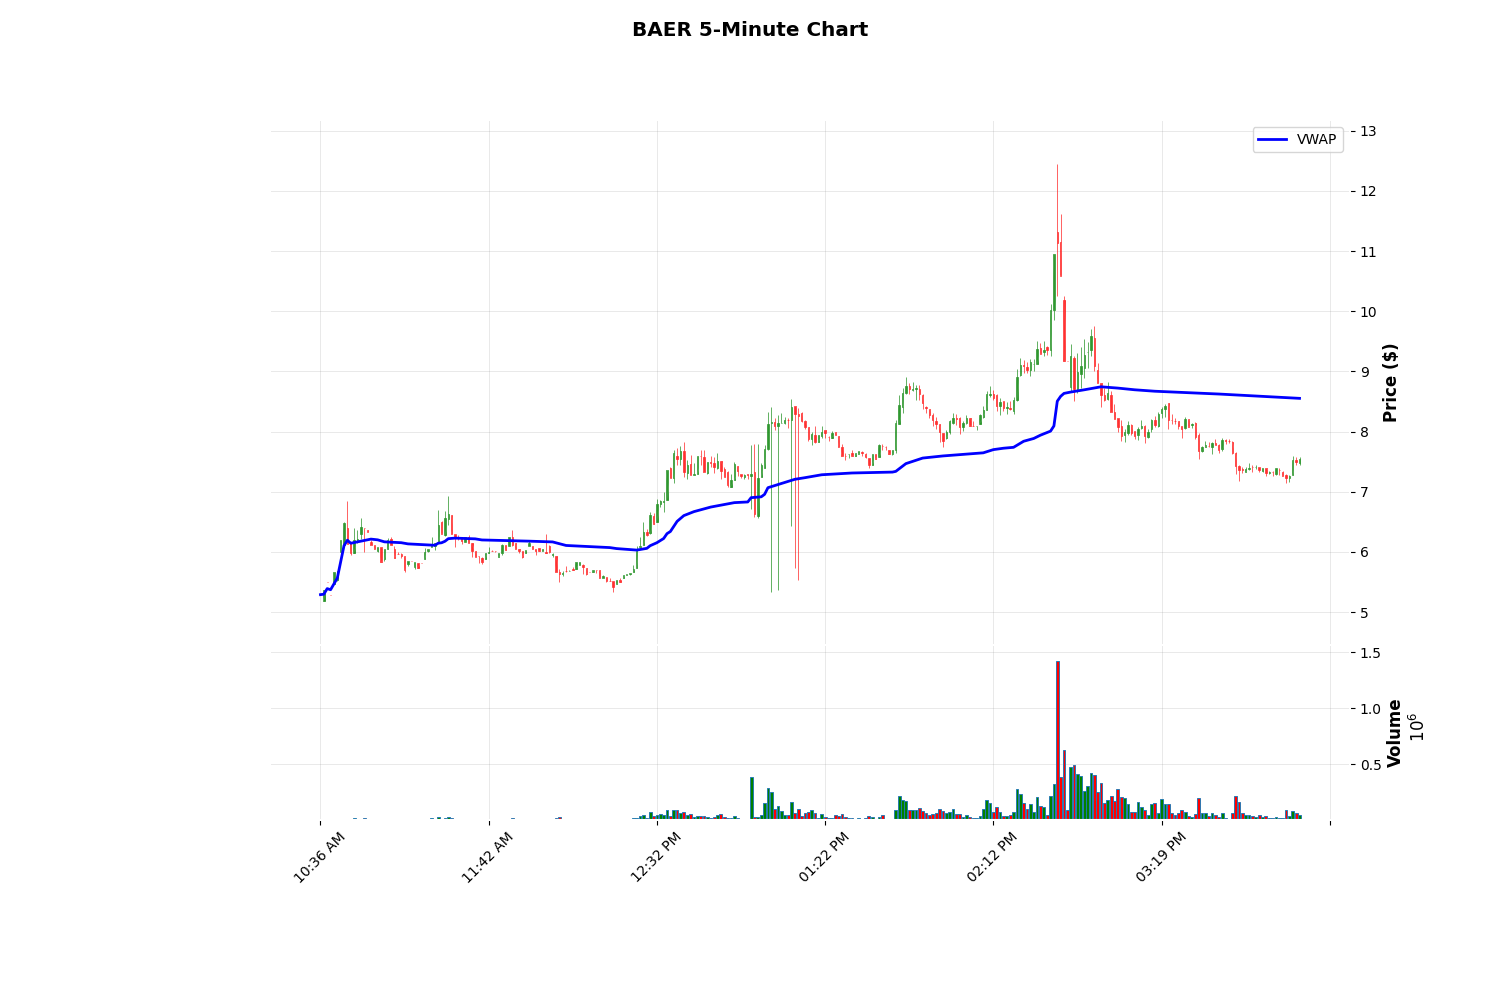 BAER 5-Minute Chart
VWAP
13
12
11
10
9
8
7
6
5
Price ($)
1.5
1.0
0.5
Volume
10⁶
10:36 AM
11:42 AM
12:32 PM
01:22 PM
02:12 PM
03:19 PM